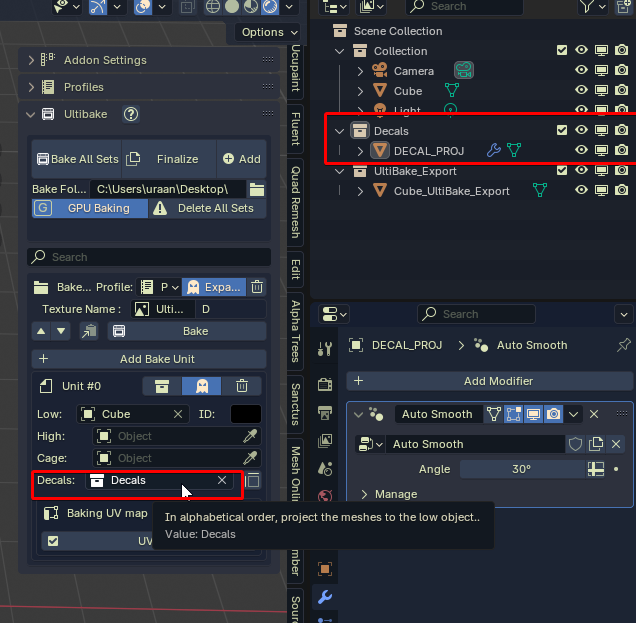 Options
Addon Settings
Profiles
Ultibake
?
Bake All Sets
Finalize
Add
Bake Fol...
C:\Users\uraan\Desktop\
G
GPU Baking
Delete All Sets
Search
Bake...
Profile:
P
Expa...
Texture Name :
Ulti...
D
Bake
Add Bake Unit
Unit #0
Low:
Cube
ID:
High:
Object
Cage:
Object
Decals:
Decals
Baking UV map
UV
In alphabetical order, project the meshes to the low object..
Value: Decals
Ucupaint
Fluent
Quad Remesh
Edit
Alpha Trees
Sanctus
Mesh Onlin
mber
Source
Search
Scene Collection
Collection
Camera
Cube
Light
Decals
DECAL_PROJ
UltiBake_Export
Cube_UltiBake_Export
Search
DECAL_PROJ
Auto Smooth
Add Modifier
Auto Smooth
Auto Smooth
Angle
30°
Manage